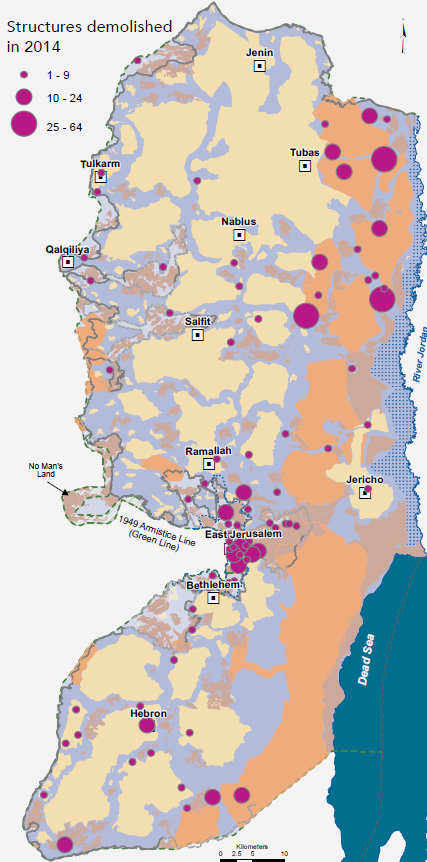 Structures demolished
in 2014
1 - 9
10 - 24
25 - 64
Jenin
Tubas
Tulkarm
Nablus
Qalqiliya
Salfit
River Jordan
Ramallah
No Man's
Land
Jericho
1949 Armistice Line
(Green Line)
East Jerusalem
Bethlehem
Dead Sea
Hebron
Kilometers
0 2.5 5 10